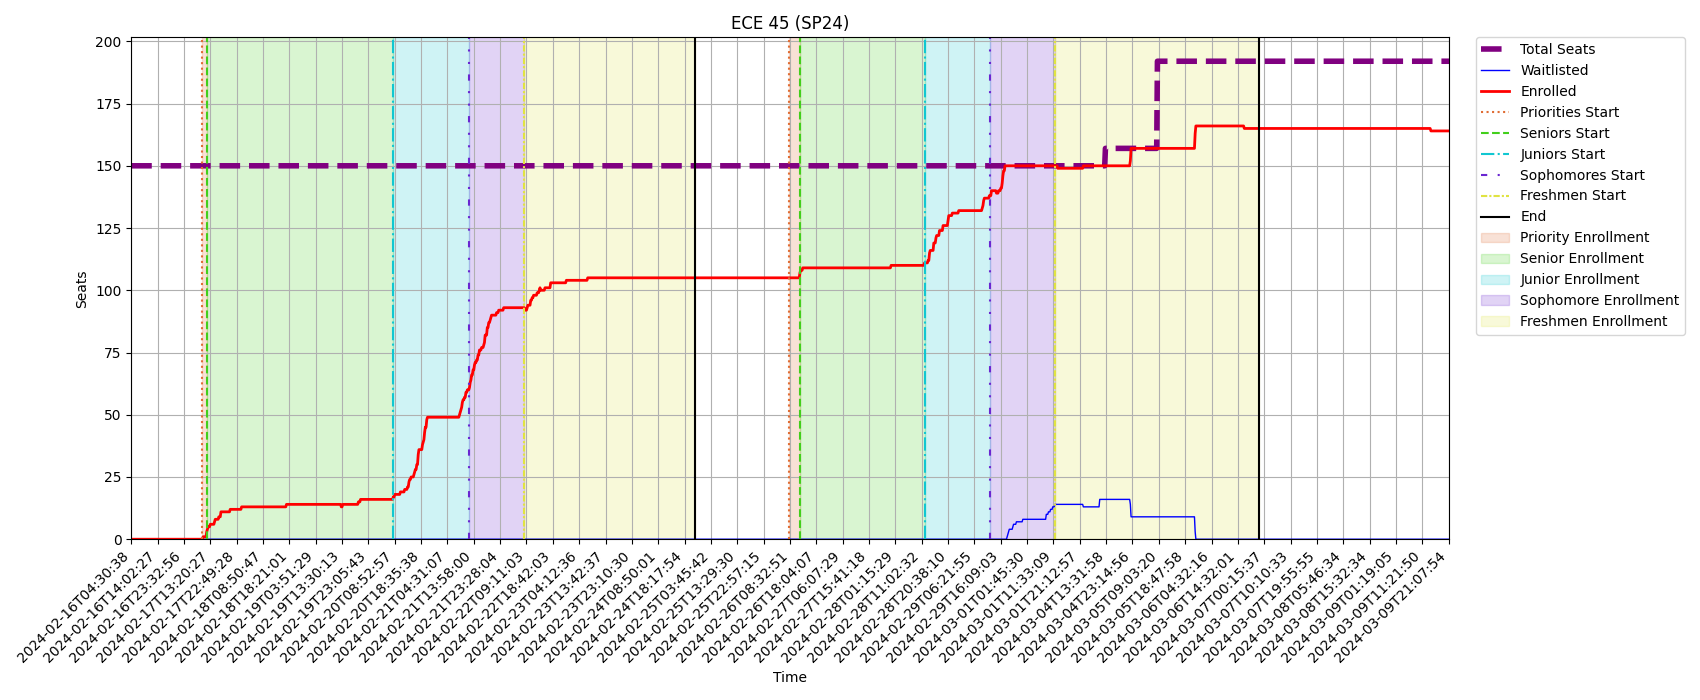 ECE 45 (SP24)
Seats
200
175
150
125
100
75
50
25
0
2024-02-16T04:30:38
2024-02-16T14:02:27
2024-02-16T23:32:56
2024-02-17T13:20:27
2024-02-17T22:49:28
2024-02-18T08:50:47
2024-02-18T18:21:01
2024-02-19T03:51:29
2024-02-19T13:30:13
2024-02-19T23:05:43
2024-02-20T08:52:57
2024-02-20T18:35:38
2024-02-21T04:31:07
2024-02-21T13:58:00
2024-02-21T23:28:04
2024-02-22T09:11:03
2024-02-22T18:42:03
2024-02-23T04:12:36
2024-02-23T13:42:37
2024-02-23T23:10:30
2024-02-24T08:50:01
2024-02-24T18:17:54
2024-02-25T03:45:42
2024-02-25T13:29:30
2024-02-25T22:57:15
2024-02-26T08:32:51
2024-02-26T18:04:07
2024-02-27T06:07:29
2024-02-27T15:41:18
2024-02-28T01:15:29
2024-02-28T11:02:32
2024-02-28T20:38:10
2024-02-29T06:21:55
2024-02-29T16:09:03
2024-03-01T01:45:30
2024-03-01T11:33:09
2024-03-01T21:12:57
2024-03-04T13:31:58
2024-03-04T23:14:56
2024-03-05T09:03:20
2024-03-05T18:47:58
2024-03-06T04:32:16
2024-03-06T14:32:01
2024-03-07T00:15:37
2024-03-07T10:10:33
2024-03-07T19:55:55
2024-03-08T05:46:34
2024-03-08T15:32:34
2024-03-09T01:19:05
2024-03-09T11:21:50
2024-03-09T21:07:54
Time
Total Seats
Waitlisted
Enrolled
Priorities Start
Seniors Start
Juniors Start
Sophomores Start
Freshmen Start
End
Priority Enrollment
Senior Enrollment
Junior Enrollment
Sophomore Enrollment
Freshmen Enrollment